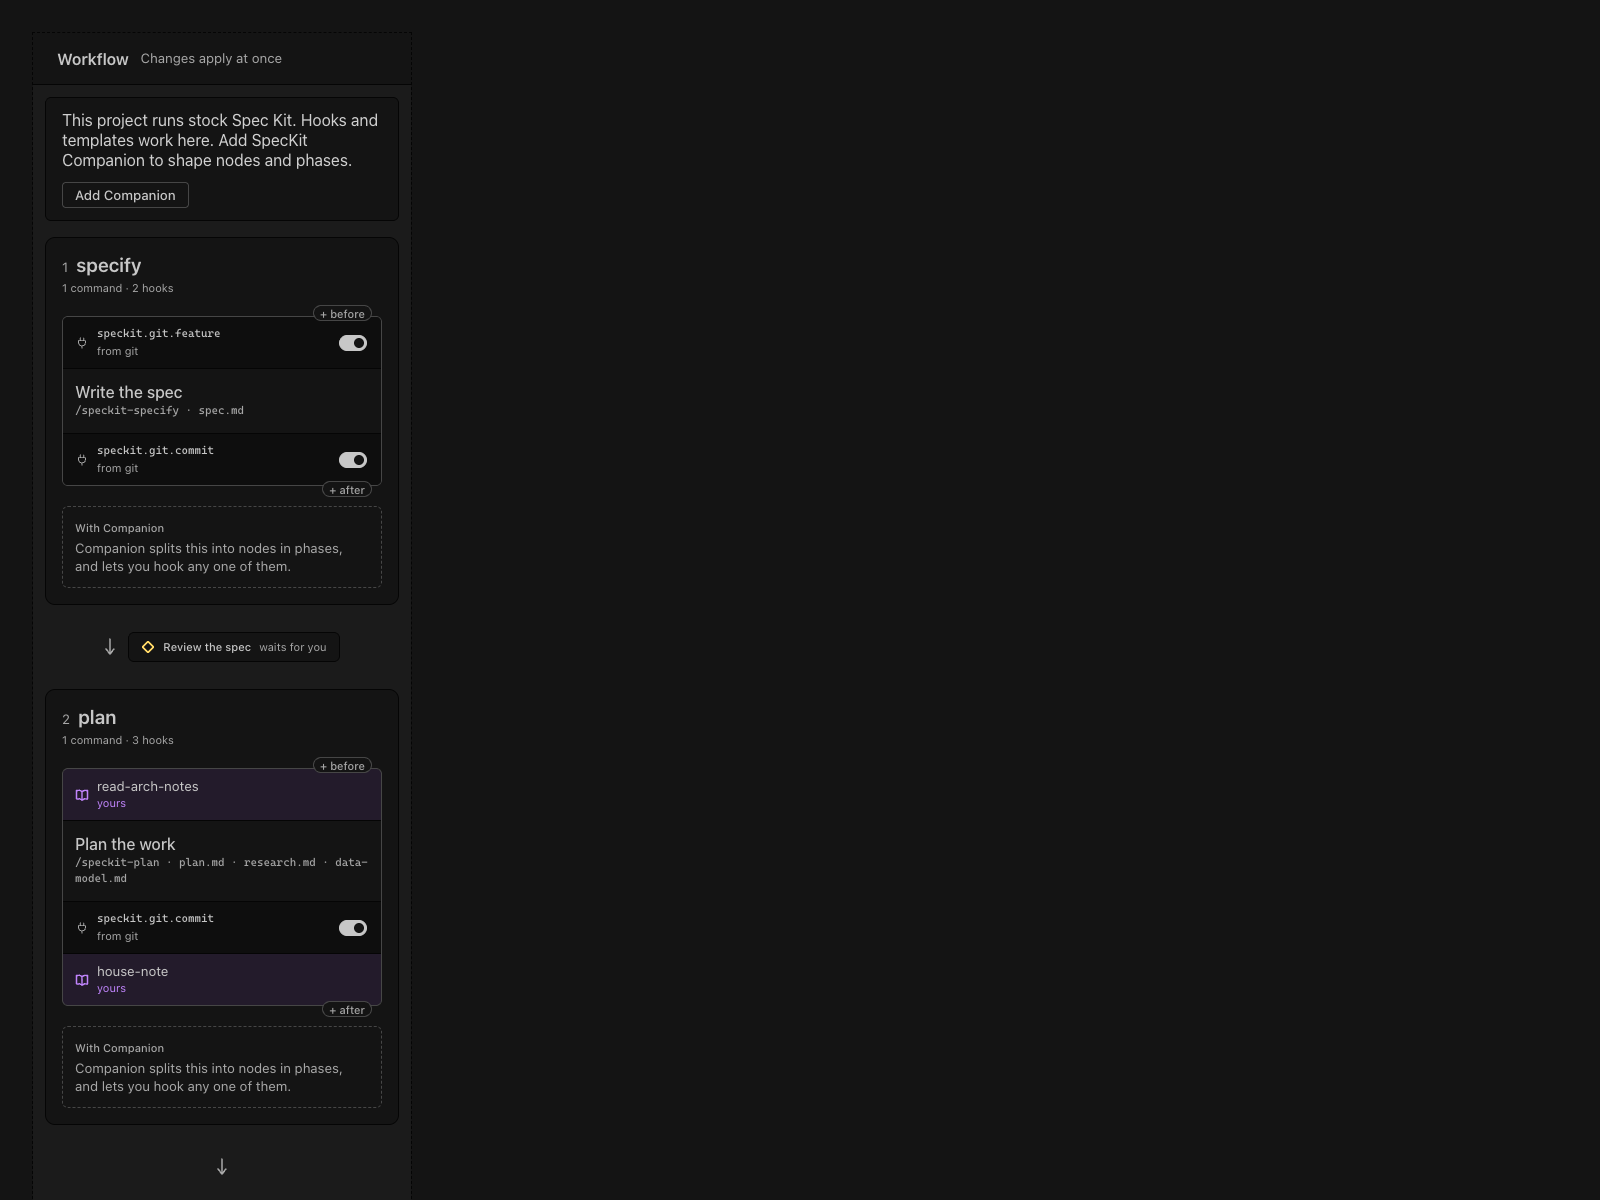 Workflow Changes apply at once
This project runs stock Spec Kit. Hooks and
templates work here. Add SpecKit
Companion to shape nodes and phases.
Add Companion
1 specify
1 command · 2 hooks
+ before
speckit.git.feature
from git
Write the spec
/speckit-specify · spec.md
speckit.git.commit
from git
+ after
With Companion
Companion splits this into nodes in phases,
and lets you hook any one of them.
Review the spec waits for you
2 plan
1 command · 3 hooks
+ before
read-arch-notes
yours
Plan the work
/speckit-plan · plan.md · research.md · data-
model.md
speckit.git.commit
from git
house-note
yours
+ after
With Companion
Companion splits this into nodes in phases,
and lets you hook any one of them.